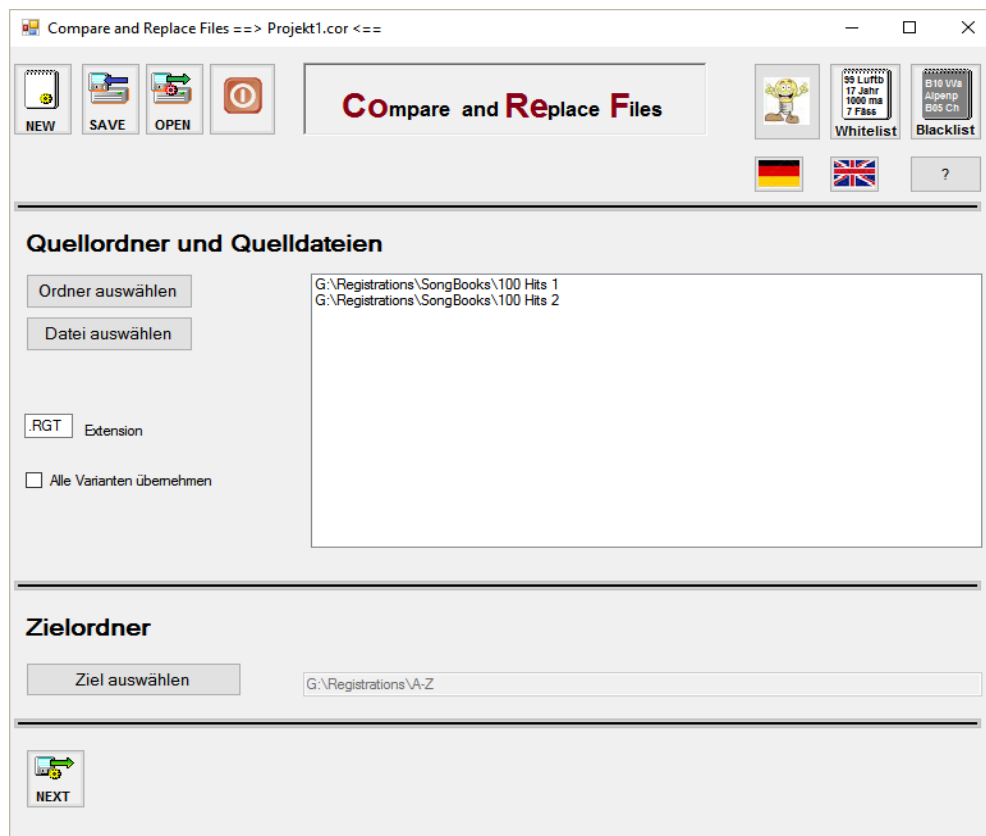 Compare and Replace Files ==> Projekt1.cor <==
NEW
SAVE
OPEN
COmpare and REplace Files
99 Luftb
17 Jahr
1000 ma
7 Fäss
Whitelist
B10 Wa
Alpenp
B05 Ch
Blacklist
?
Quellordner und Quelldateien
Ordner auswählen
Datei auswählen
G:\Registrations\SongBooks\100 Hits 1
G:\Registrations\SongBooks\100 Hits 2
.RGT Extension
Alle Varianten übernehmen
Zielordner
Ziel auswählen
G:\Registrations\A-Z
NEXT